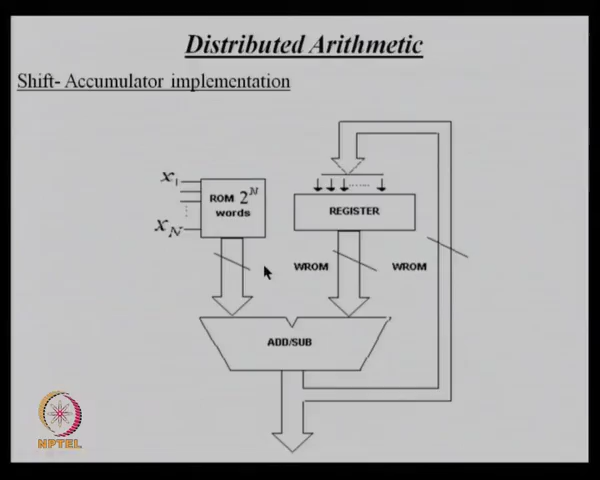 Distributed Arithmetic
Shift- Accumulator implementation
x1
ROM 2^N
words
xN
REGISTER
WROM
WROM
ADD/SUB
NPTEL